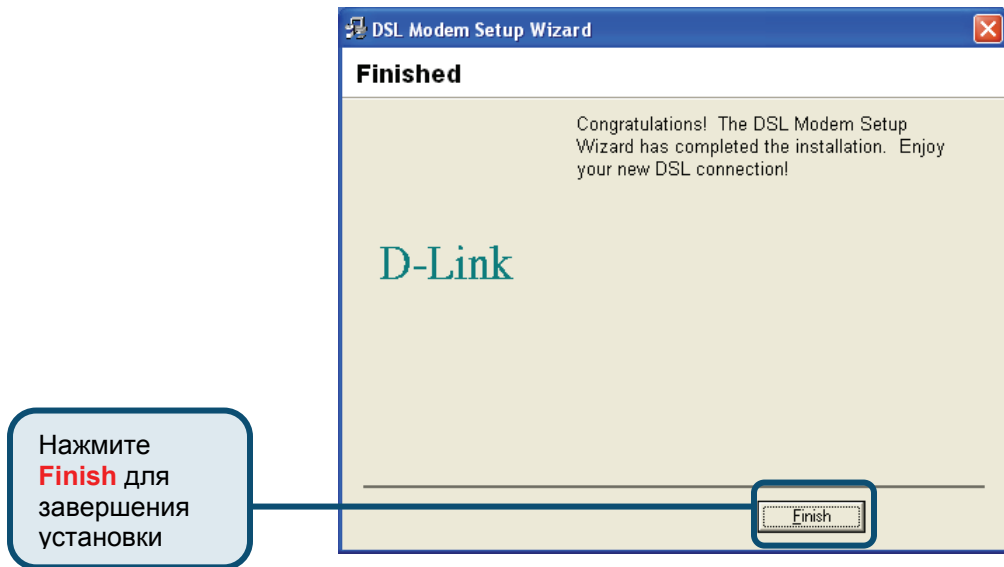 DSL Modem Setup Wizard
Finished
Congratulations! The DSL Modem Setup
Wizard has completed the installation. Enjoy
your new DSL connection!
D-Link
Нажмите
Finish для
завершения
установки
Finish